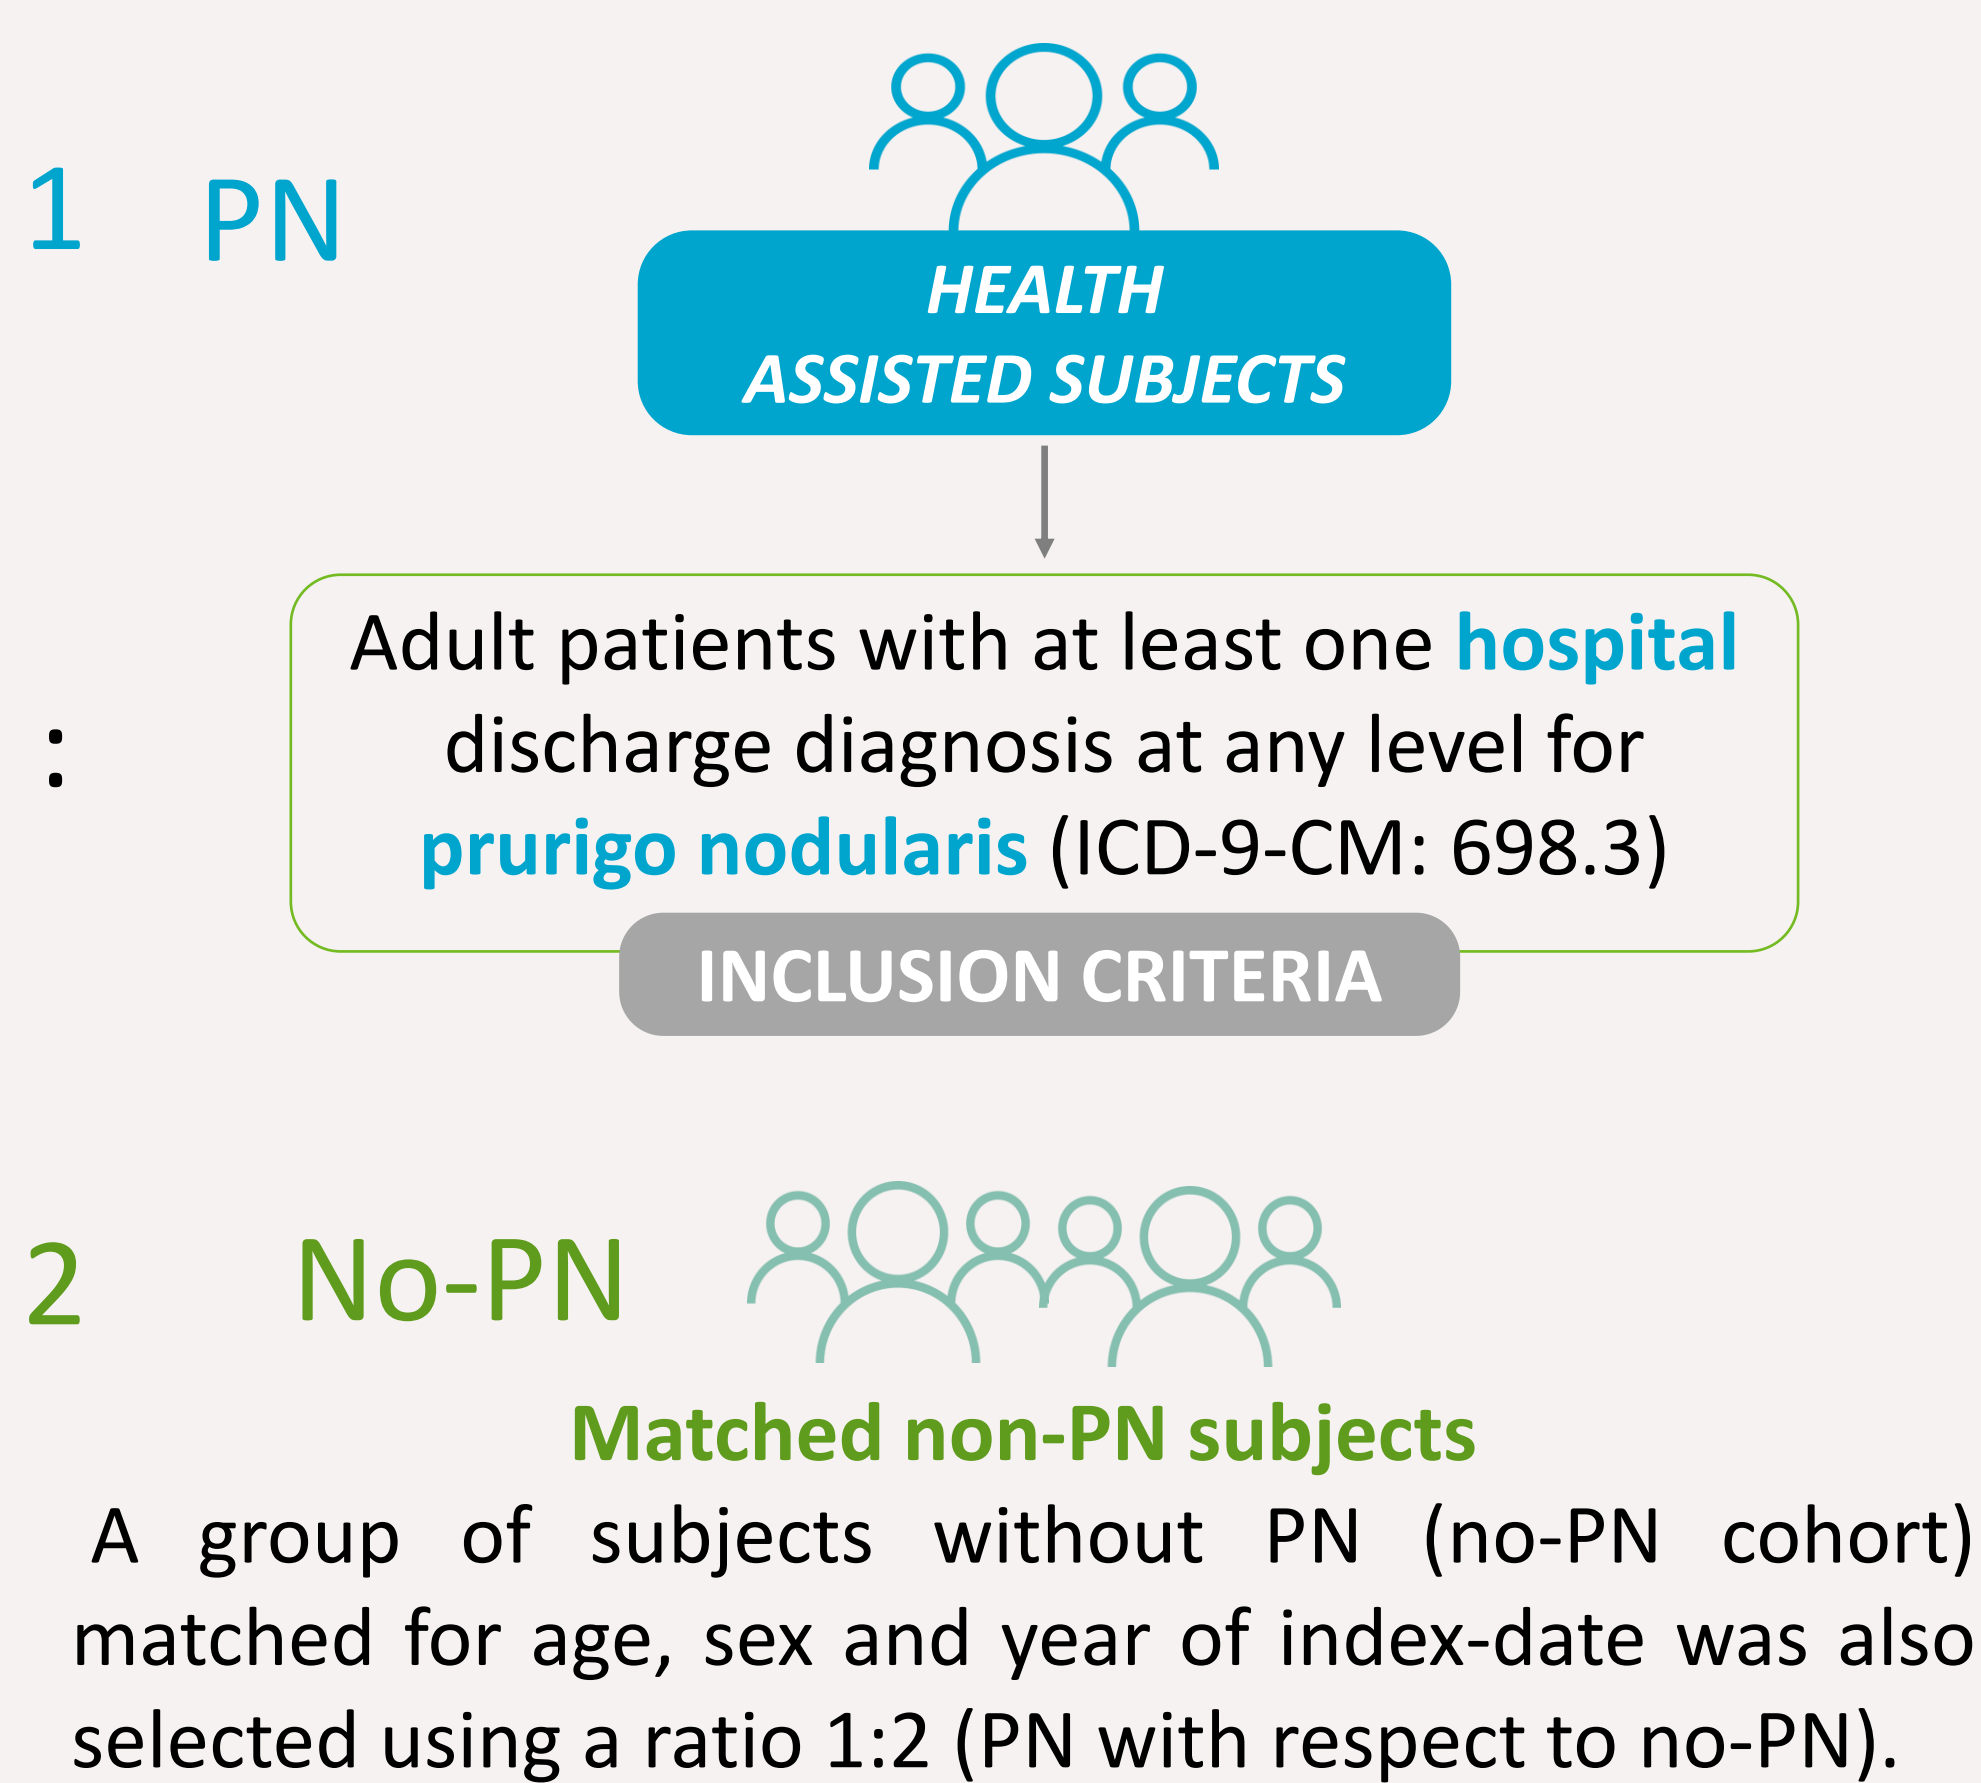 1 PN
HEALTH
ASSISTED SUBJECTS
Adult patients with at least one hospital
: discharge diagnosis at any level for
prurigo nodularis (ICD-9-CM: 698.3)
INCLUSION CRITERIA
2 No-PN
Matched non-PN subjects
A group of subjects without PN (no-PN cohort)
matched for age, sex and year of index-date was also
selected using a ratio 1:2 (PN with respect to no-PN).